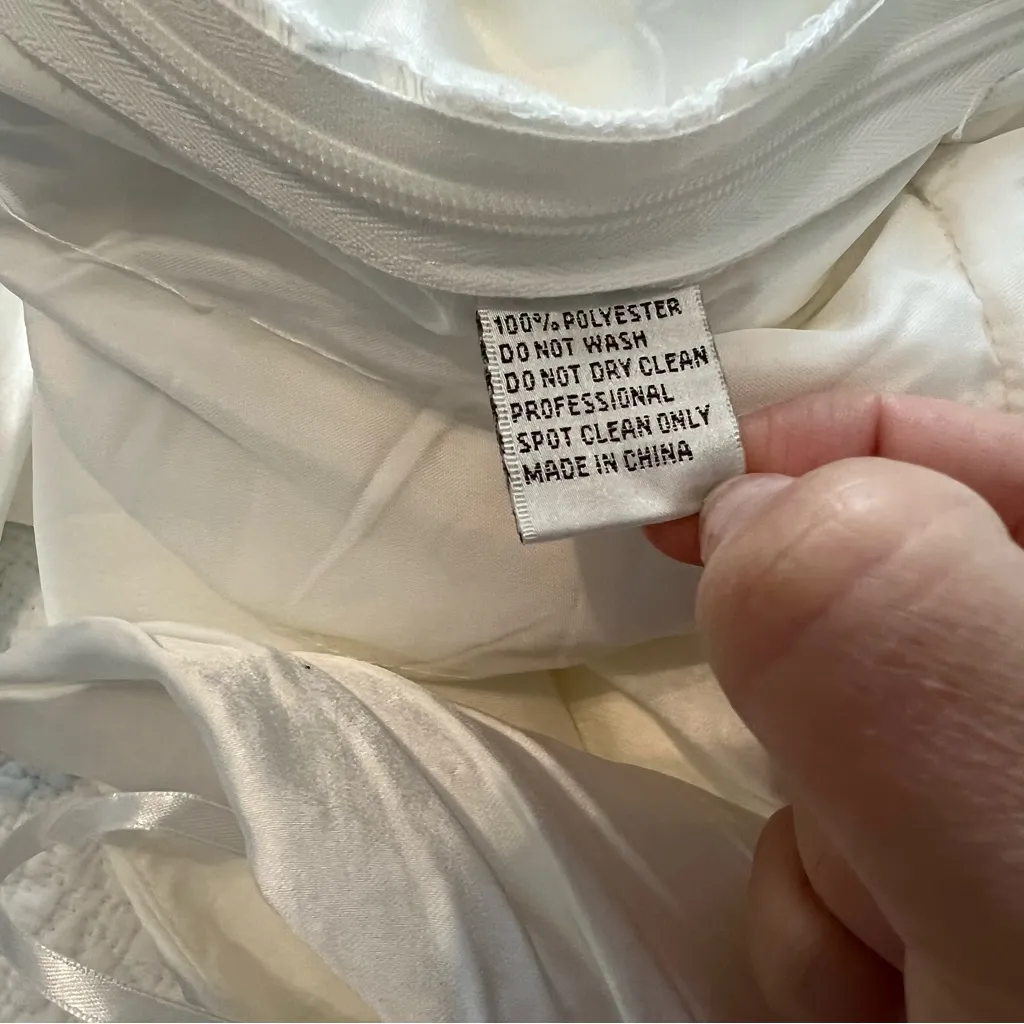 100% POLYESTER
DO NOT WASH
DO NOT DRY CLEAN
PROFESSIONAL
SPOT CLEAN ONLY
MADE IN CHINA